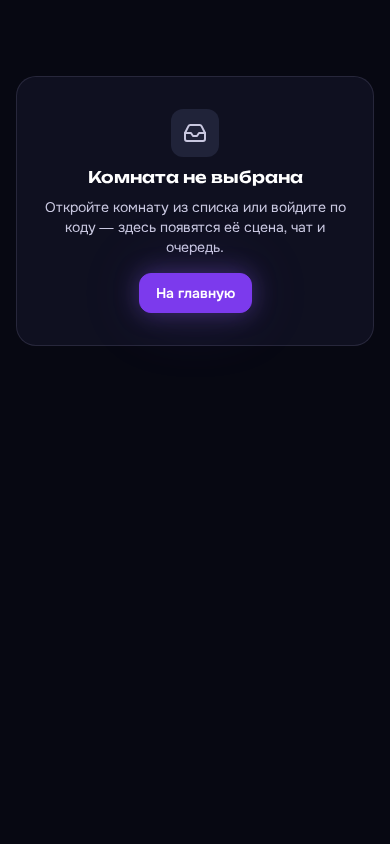 Комната не выбрана
Откройте комнату из списка или войдите по
коду — здесь появятся её сцена, чат и
очередь.
На главную